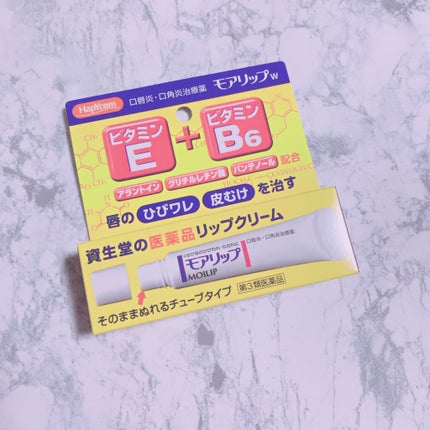 Hapycom
口唇炎・口角炎治療薬 モアリップW
ビタミン
E
+
ビタミン
B6
アラントイン グリチルレチン酸 パンテノール 配合
唇の ひびワレ 皮むけ を治す
資生堂の医薬品リップクリーム
モアリップ
MOILIP
口唇炎・口角炎治療薬
そのままぬれるチューブタイプ 第3類医薬品